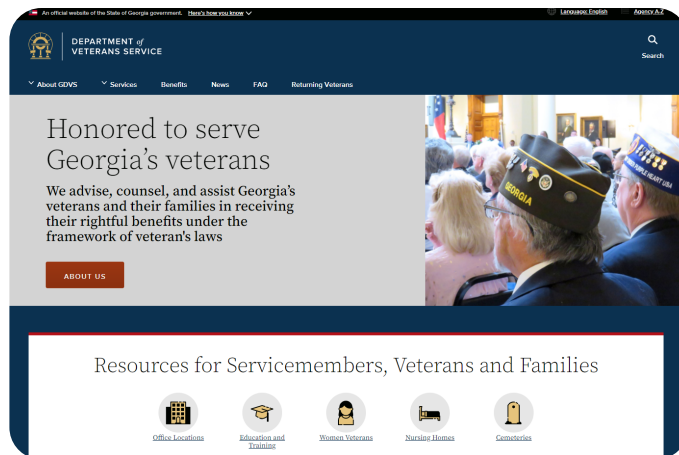 An official website of the State of Georgia government. Here's how you know
Language: English
Agency A-Z
DEPARTMENT of
VETERANS SERVICE
Search
About GDVS Services Benefits News FAQ Returning Veterans
Honored to serve
Georgia's veterans
We advise, counsel, and assist Georgia's
veterans and their families in receiving
their rightful benefits under the
framework of veteran's laws
ABOUT US
GEORGIA
PURPLE HEART USA
Resources for Servicemembers, Veterans and Families
Office Locations
Education and
Training
Women Veterans
Nursing Homes
Cemeteries